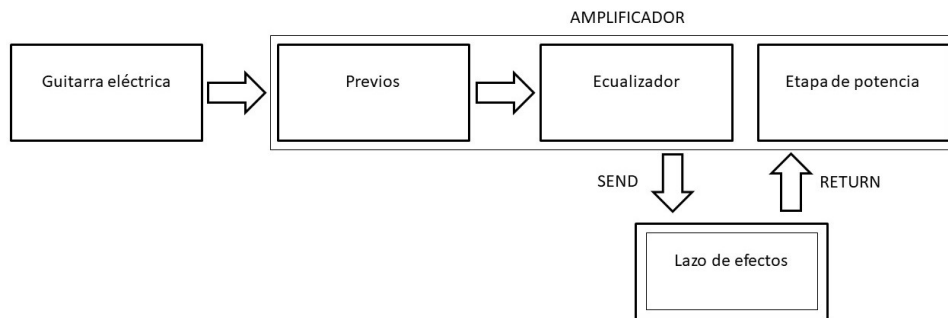 AMPLIFICADOR
Guitarra eléctrica
Previos
Ecualizador
Etapa de potencia
SEND
RETURN
Lazo de efectos